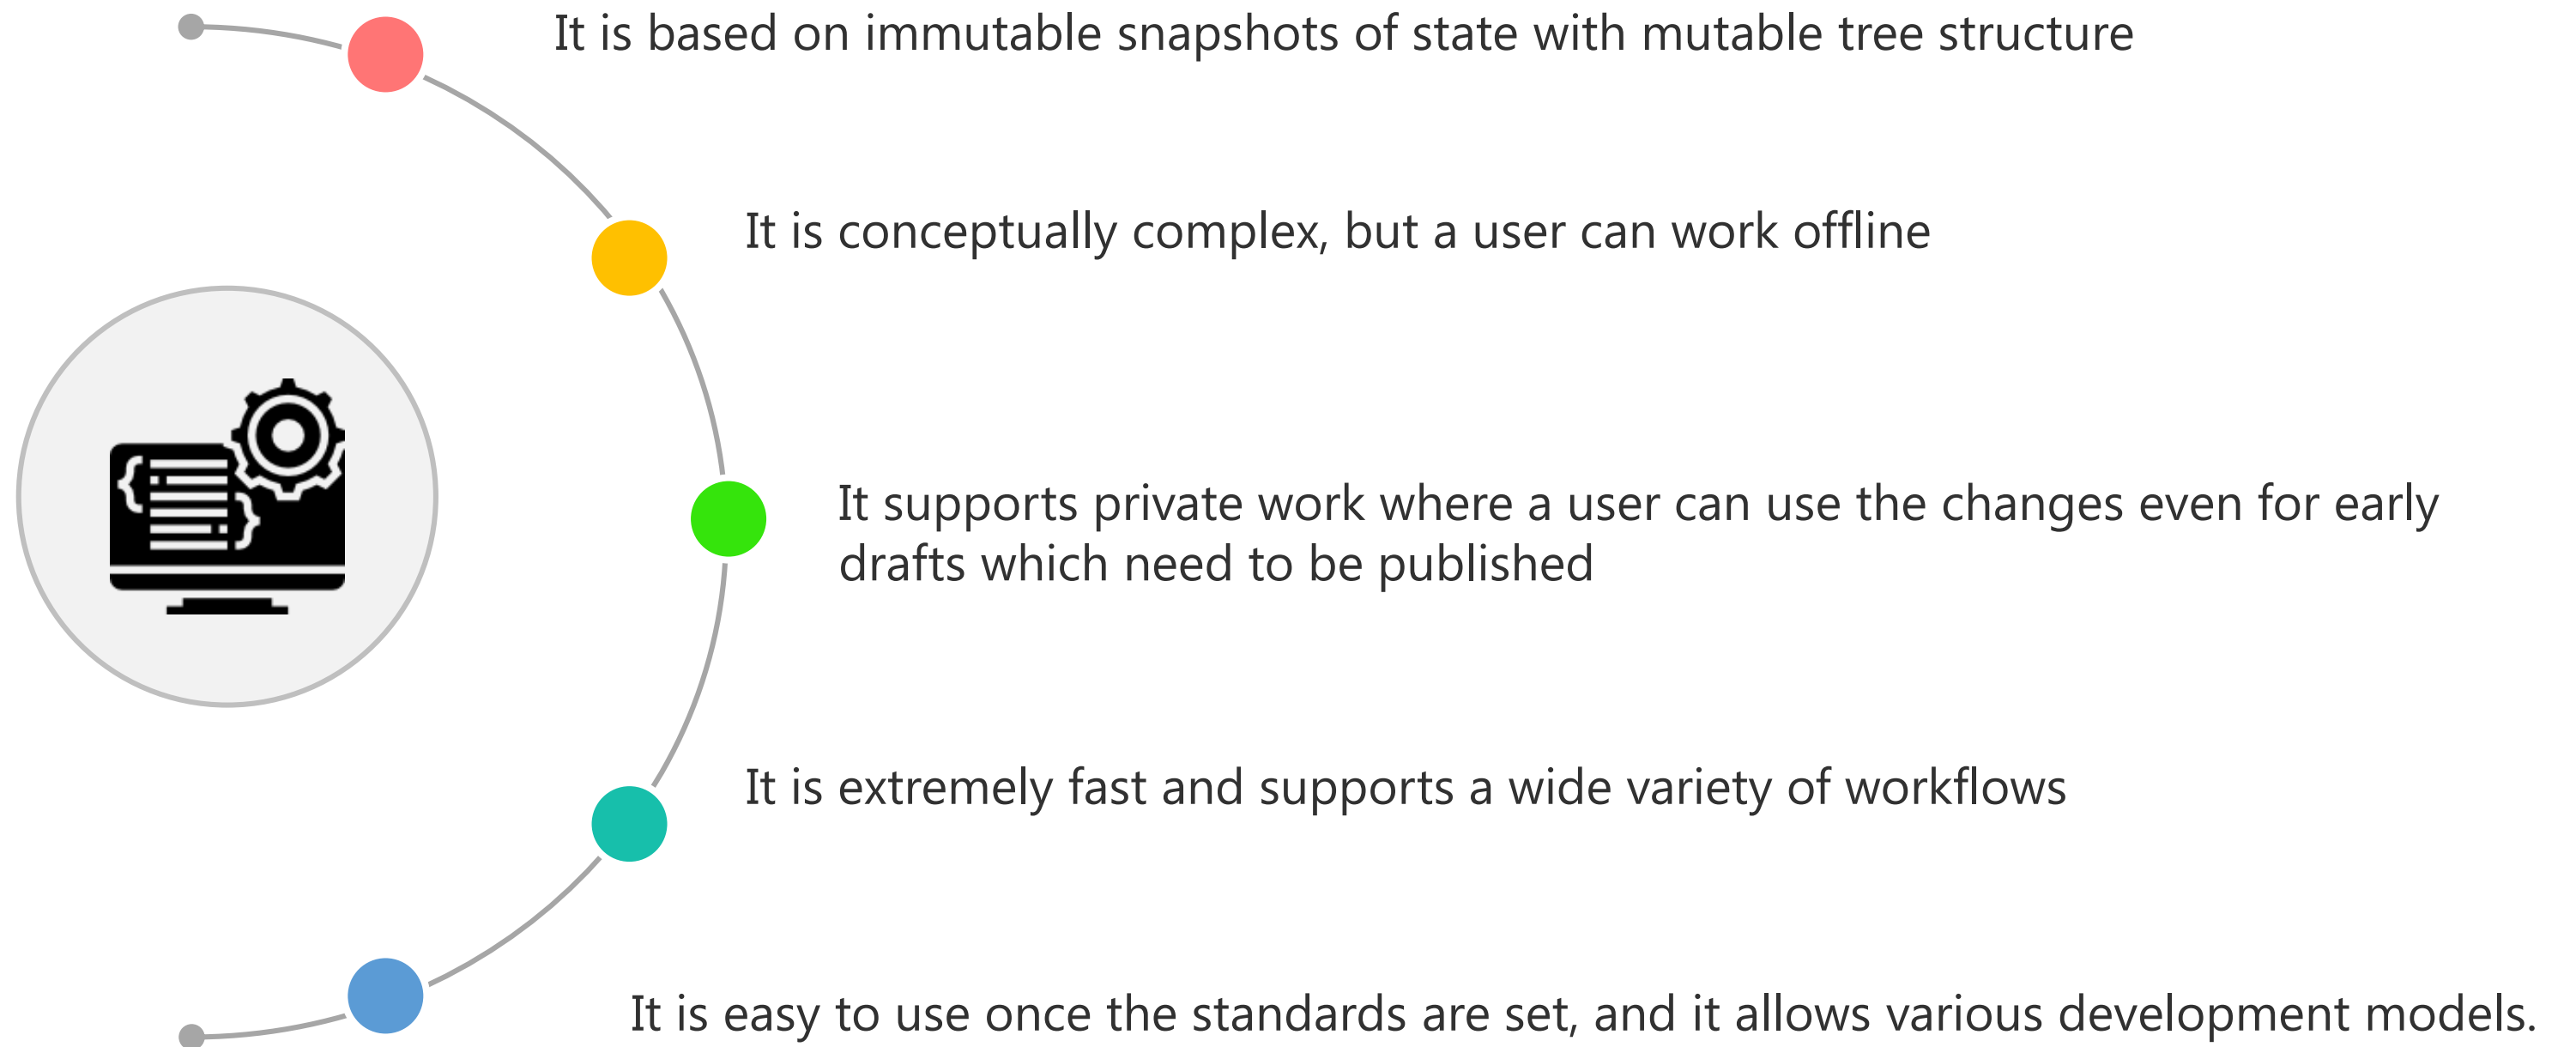 It is based on immutable snapshots of state with mutable tree structure
It is conceptually complex, but a user can work offline
It supports private work where a user can use the changes even for early
drafts which need to be published
It is extremely fast and supports a wide variety of workflows
It is easy to use once the standards are set, and it allows various development models.